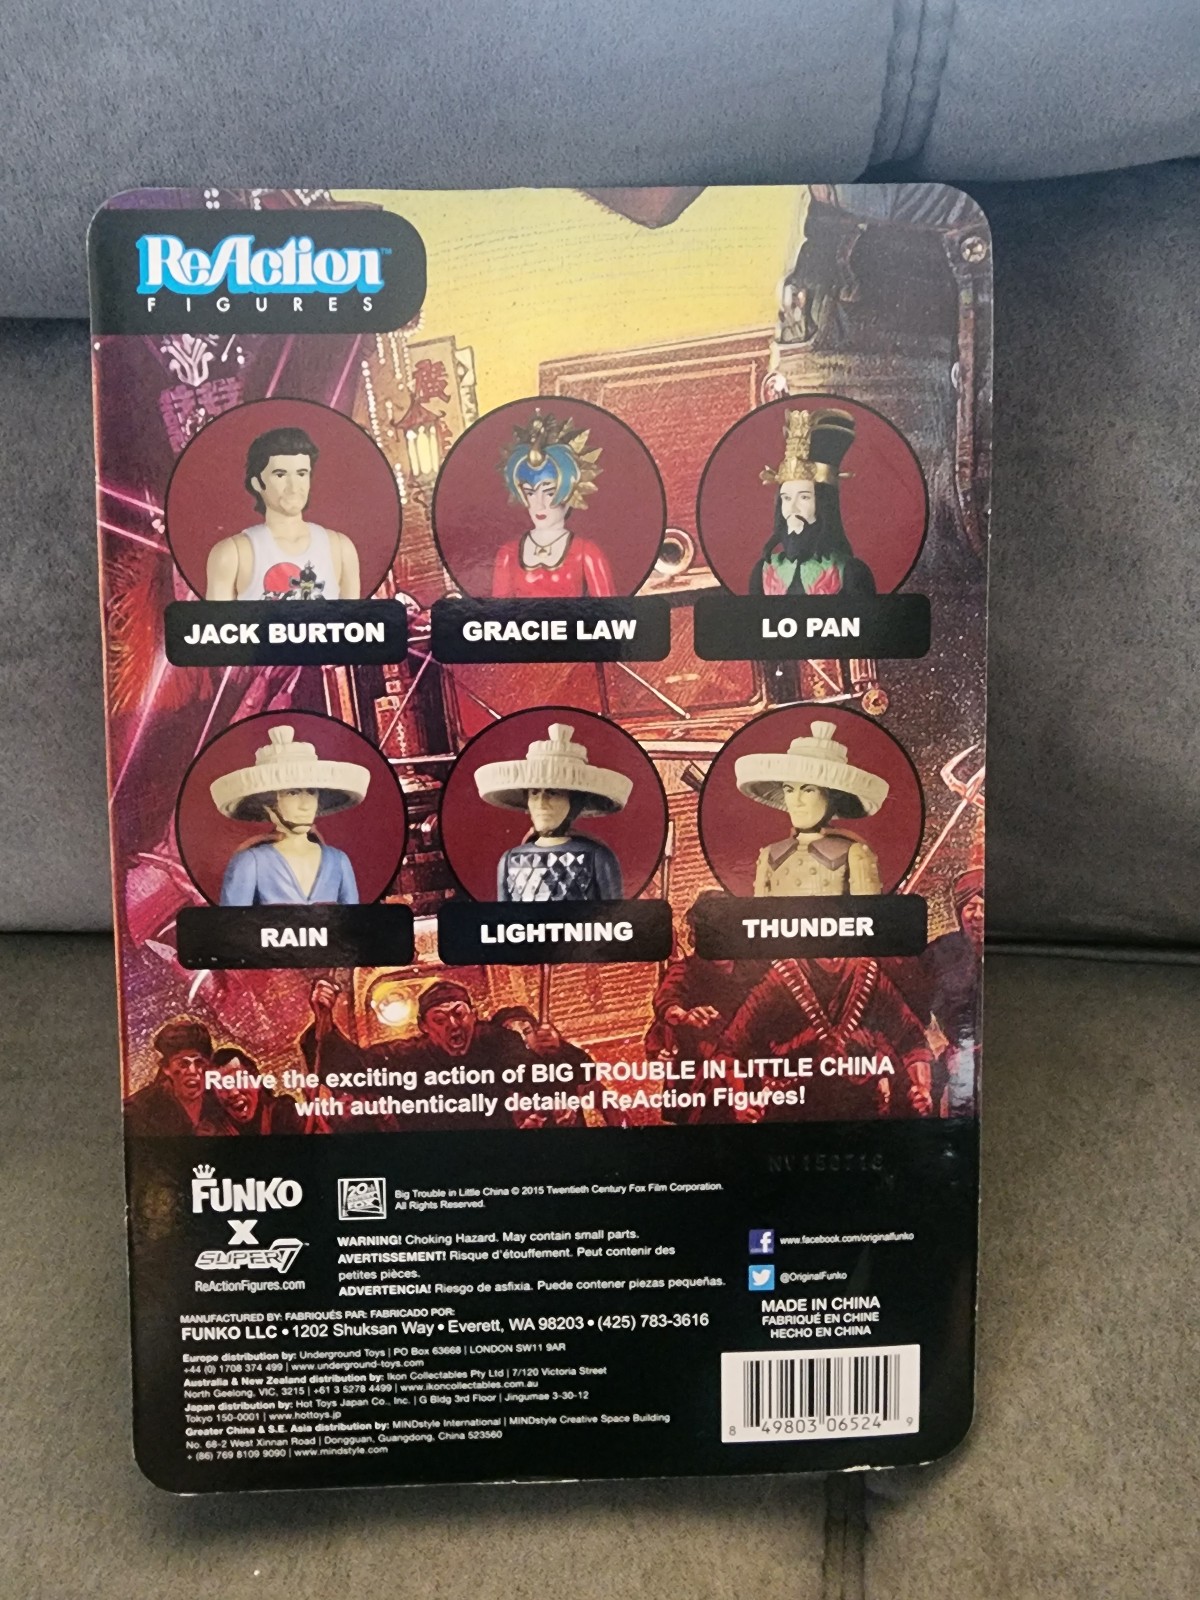 ReAction™
FIGURES
廣
JACK BURTON
GRACIE LAW
LO PAN
RAIN
LIGHTNING
THUNDER
Relive the exciting action of BIG TROUBLE IN LITTLE CHINA
with authentically detailed ReAction Figures!
FUNKO
X
SUPER7™
ReActionFigures.com
20th
CENTURY
FOX
Big Trouble in Little China © 2015 Twentieth Century Fox Film Corporation.
All Rights Reserved.
WARNING! Choking Hazard. May contain small parts.
AVERTISSEMENT! Risque d'étouffement. Peut contenir des
petites pièces.
ADVERTENCIA! Riesgo de asfixia. Puede contener piezas pequeñas.
www.facebook.com/originalfunko
@OriginalFunko
MADE IN CHINA
FABRIQUÉ EN CHINE
HECHO EN CHINA
MANUFACTURED BY: FABRIQUÉS PAR: FABRICADO POR:
FUNKO LLC • 1202 Shuksan Way • Everett, WA 98203 • (425) 783-3616
Europe distribution by: Underground Toys | PO Box 63668 | LONDON SW11 9AR
+44 (0) 1708 374 499 | www.underground-toys.com
Australia & New Zealand distribution by: Ikon Collectables Pty Ltd | 7/120 Victoria Street
North Geelong, VIC, 3215 | +61 3 5278 4499 | www.ikoncollectables.com.au
Japan distribution by: Hot Toys Japan Co., Inc. | G Bldg 3rd Floor | Jingumae 3-30-12
Tokyo 150-0001 | www.hottoys.jp
Greater China & S.E. Asia distribution by: MINDstyle International | MINDstyle Creative Space Building
No. 68-2 West Xinnan Road | Dongguan, Guangdong, China 523560
+ (86) 769 8109 9090 | www.mindstyle.com
8 49803 06524 9